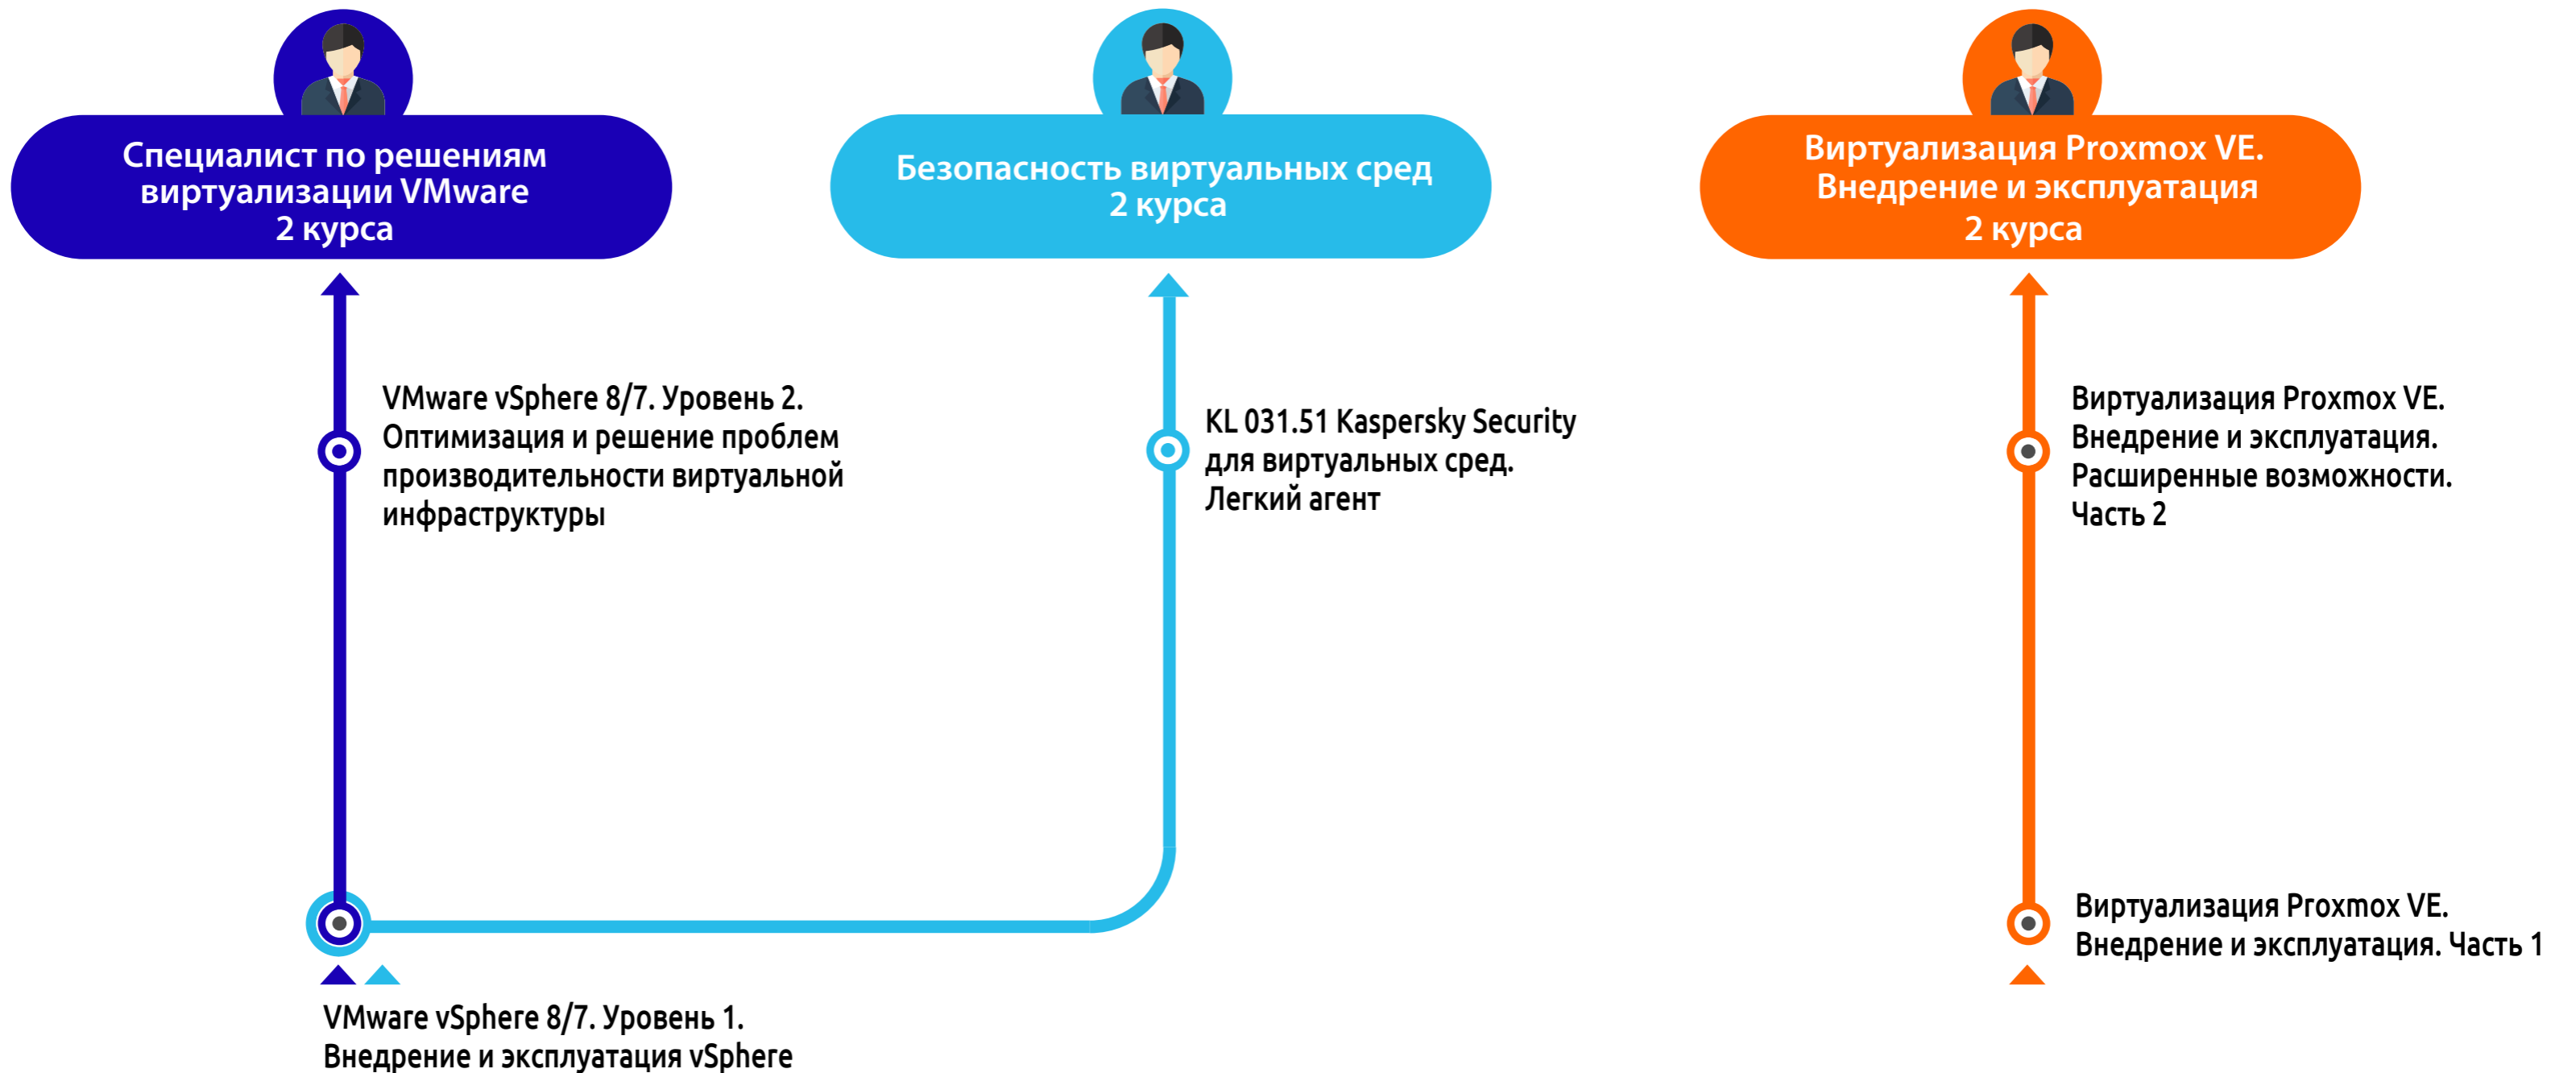 Специалист по решениям
виртуализации VMware
2 курса
Безопасность виртуальных сред
2 курса
Виртуализация Proxmox VE.
Внедрение и эксплуатация
2 курса
VMware vSphere 8/7. Уровень 2.
Оптимизация и решение проблем
производительности виртуальной
инфраструктуры
KL 031.51 Kaspersky Security
для виртуальных сред.
Легкий агент
Виртуализация Proxmox VE.
Внедрение и эксплуатация.
Расширенные возможности.
Часть 2
Виртуализация Proxmox VE.
Внедрение и эксплуатация. Часть 1
VMware vSphere 8/7. Уровень 1.
Внедрение и эксплуатация vSphere